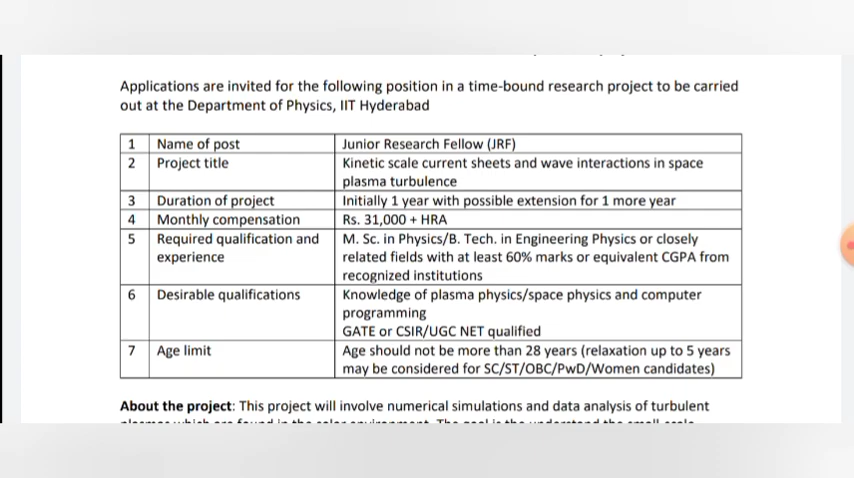 Applications are invited for the following position in a time-bound research project to be carried
out at the Department of Physics, IIT Hyderabad
1 Name of post Junior Research Fellow (JRF)
2 Project title Kinetic scale current sheets and wave interactions in space
plasma turbulence
3 Duration of project Initially 1 year with possible extension for 1 more year
4 Monthly compensation Rs. 31,000 + HRA
5 Required qualification and M. Sc. in Physics/B. Tech. in Engineering Physics or closely
experience related fields with at least 60% marks or equivalent CGPA from
recognized institutions
6 Desirable qualifications Knowledge of plasma physics/space physics and computer
programming
GATE or CSIR/UGC NET qualified
7 Age limit Age should not be more than 28 years (relaxation up to 5 years
may be considered for SC/ST/OBC/PwD/Women candidates)
About the project: This project will involve numerical simulations and data analysis of turbulent